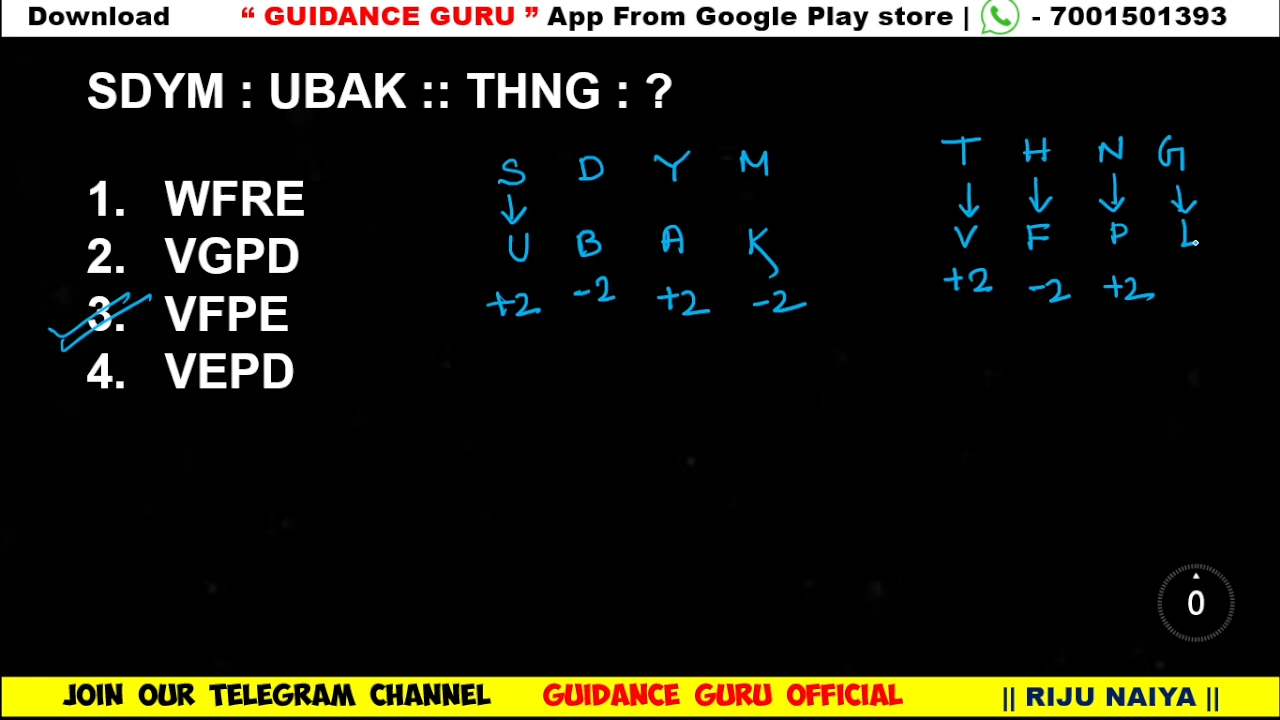 Download “ GUIDANCE GURU ” App From Google Play store | - 7001501393
SDYM : UBAK :: THNG : ?
1. WFRE
2. VGPD
3. VFPE
4. VEPD
S D Y M
U B A K
+2 -2 +2 -2
T H N G
V F P L
+2 -2 +2
0
JOIN OUR TELEGRAM CHANNEL GUIDANCE GURU OFFICIAL || RIJU NAIYA ||